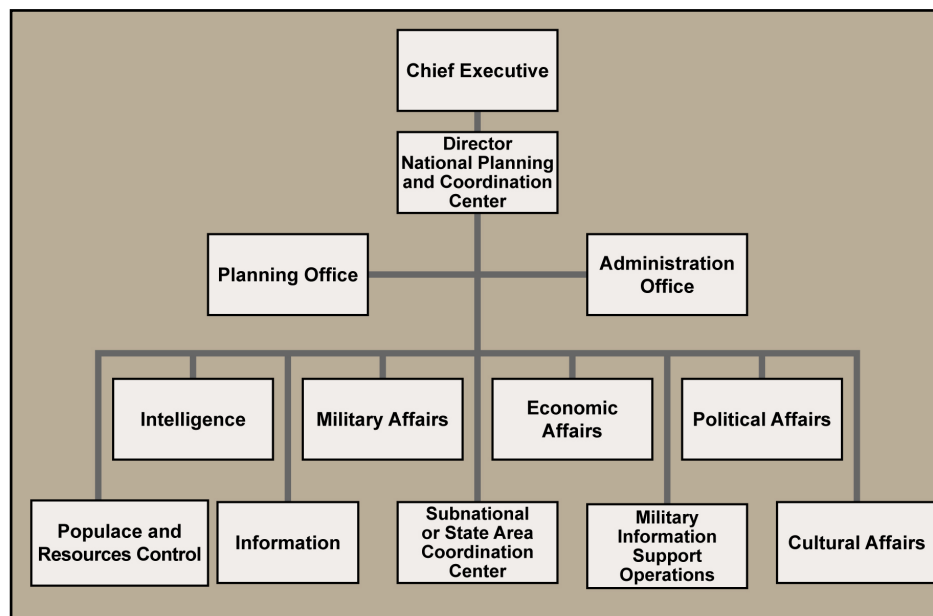 Chief Executive
Director
National Planning
and Coordination
Center
Planning Office
Administration
Office
Intelligence
Military Affairs
Economic
Affairs
Political Affairs
Populace and
Resources Control
Information
Subnational
or State Area
Coordination
Center
Military
Information
Support
Operations
Cultural Affairs